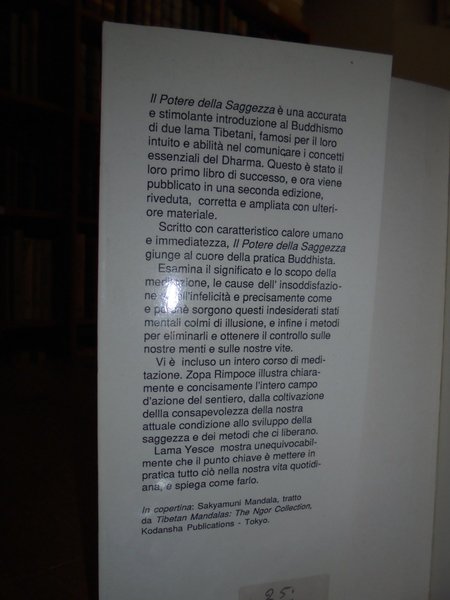 Il Potere della Saggezza è una accurata
e stimolante introduzione al Buddhismo
di due lama Tibetani, famosi per il loro
intuito e abilità nel comunicare i concetti
essenziali del Dharma. Questo è stato il
loro primo libro di successo, e ora viene
pubblicato in una seconda edizione,
riveduta, corretta e ampliata con ulteri-
ore materiale.
Scritto con caratteristico calore umano
e immediatezza, Il Potere della Saggezza
giunge al cuore della pratica Buddhista.
Esamina il significato e lo scopo della
meditazione, le cause dell' insoddisfazio-
ne dell'infelicità e precisamente come
e perchè sorgono questi indesiderati stati
mentali colmi di illusione, e infine i metodi
per eliminarli e ottenere il controllo sulle
nostre menti e sulle nostre vite.
Vi è incluso un intero corso di medi-
tazione. Zopa Rimpoce illustra chiara-
mente e concisamente l'intero campo
d'azione del sentiero, dalla coltivazione
dellla consapevolezza della nostra
attuale condizione allo sviluppo della
saggezza e dei metodi che ci liberano.
Lama Yesce mostra unequivocabil-
mente che il punto chiave è mettere in
pratica tutto ciò nella nostra vita quotidi-
ana, e spiega come farlo.
In copertina: Sakyamuni Mandala, tratto
da Tibetan Mandalas: The Ngor Collection,
Kodansha Publications - Tokyo.
25